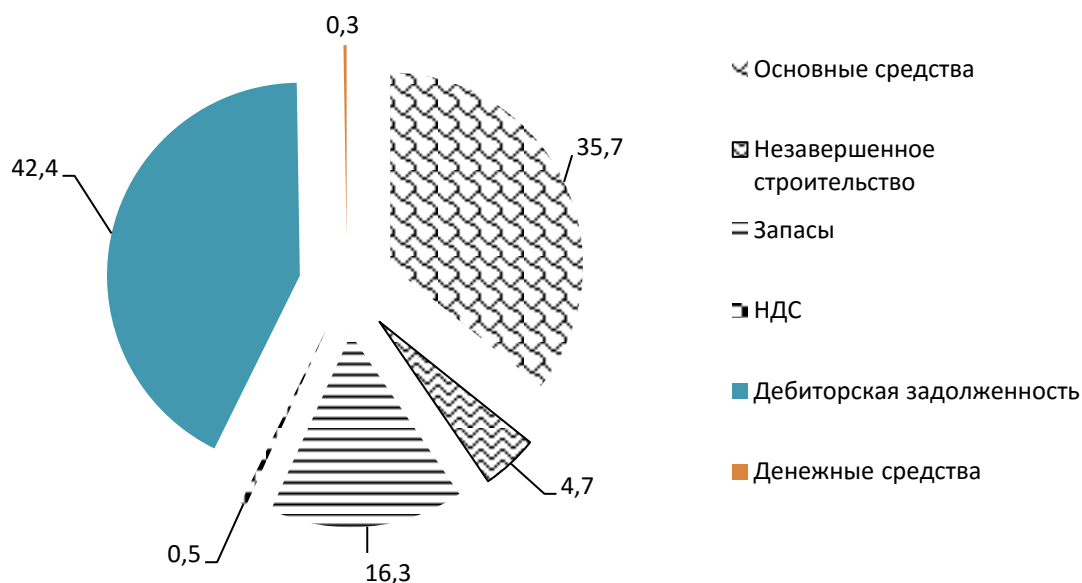 0,3
35,7
42,4
4,7
0,5
16,3
Основные средства
Незавершенное
строительство
Запасы
НДС
Дебиторская задолженность
Денежные средства